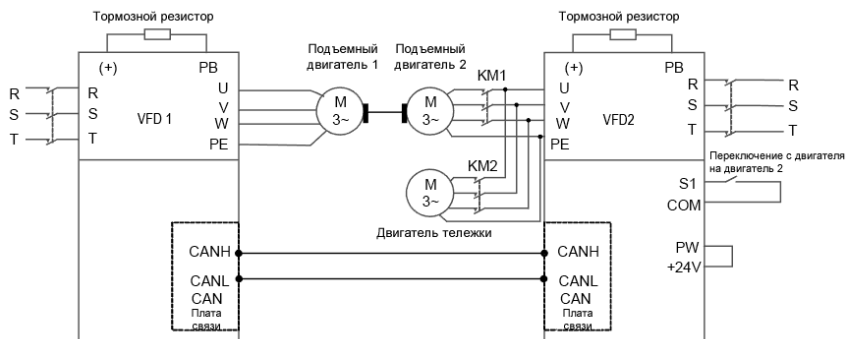 Тормозной резистор
Тормозной резистор
Подъемный
двигатель 1
Подъемный
двигатель 2
(+)
PB
R
S
T
R
S
T
VFD 1
U
V
W
PE
M
3~
M
3~
KM1
(+)
PB
U
V
W
PE
VFD2
R
S
T
R
S
T
KM2
M
3~
Двигатель тележки
Переключение с двигателя
на двигатель 2
S1
COM
PW
+24V
CANH
CANL
CAN
Плата
связи
CANH
CANL
CAN
Плата
связи